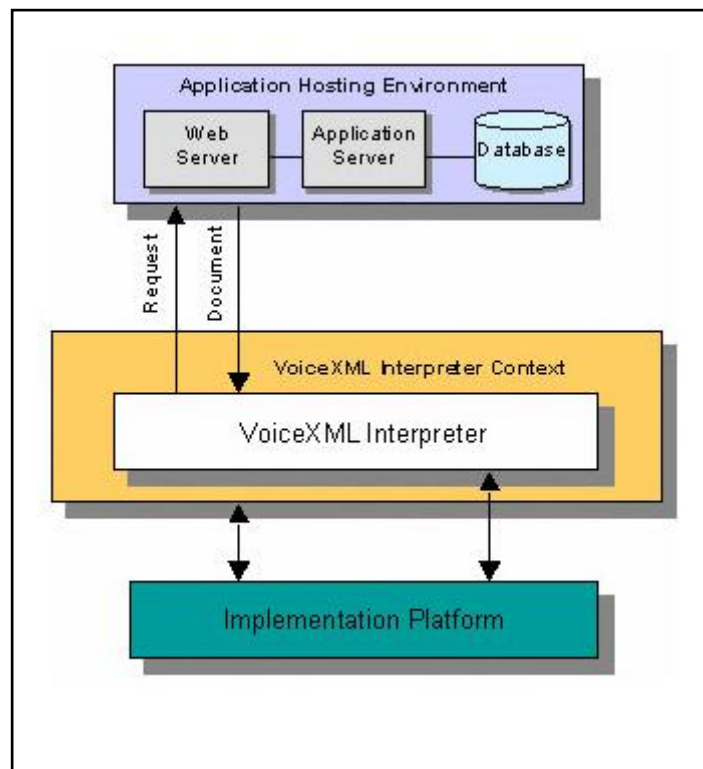 Application Hosting Environment
Web
Server
Application
Server
Database
Request
Document
VoiceXML Interpreter Context
VoiceXML Interpreter
Implementation Platform